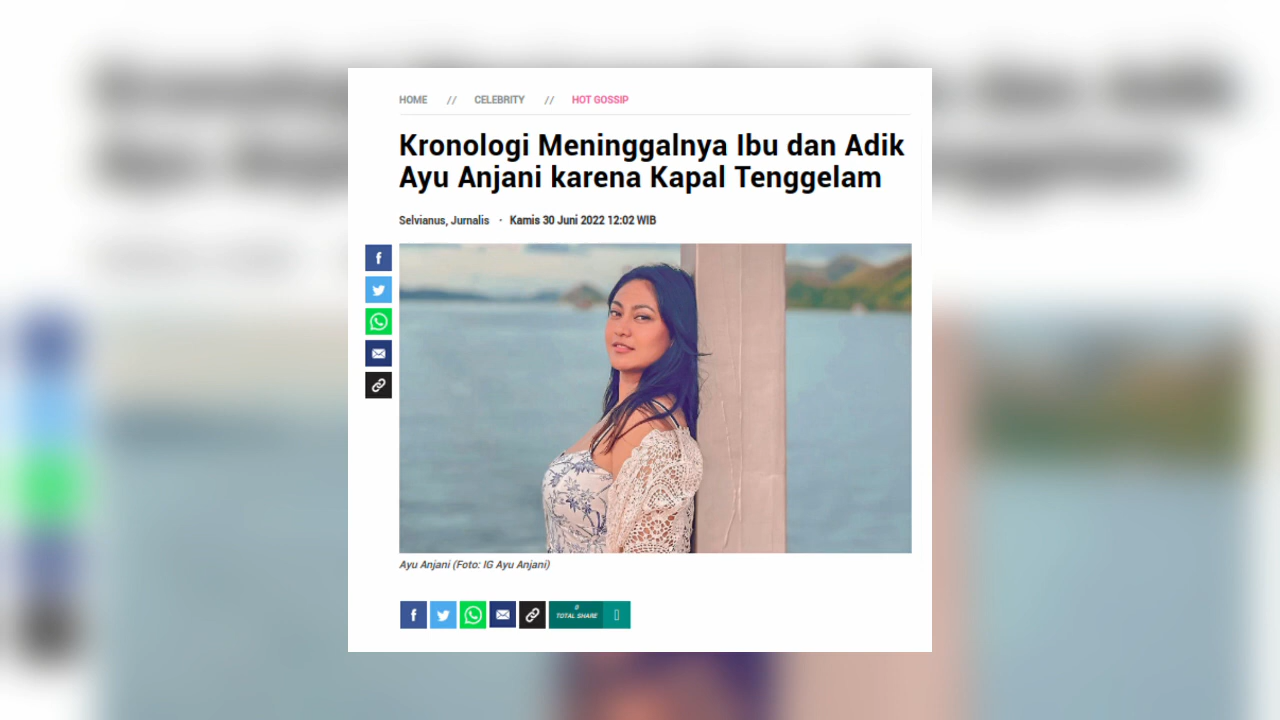 HOME // CELEBRITY // HOT GOSSIP
Kronologi Meninggalnya Ibu dan Adik
Ayu Anjani karena Kapal Tenggelam
Selvianus, Jurnalis · Kamis 30 Juni 2022 12:02 WIB
Ayu Anjani (Foto: IG Ayu Anjani)
0
TOTAL SHARE